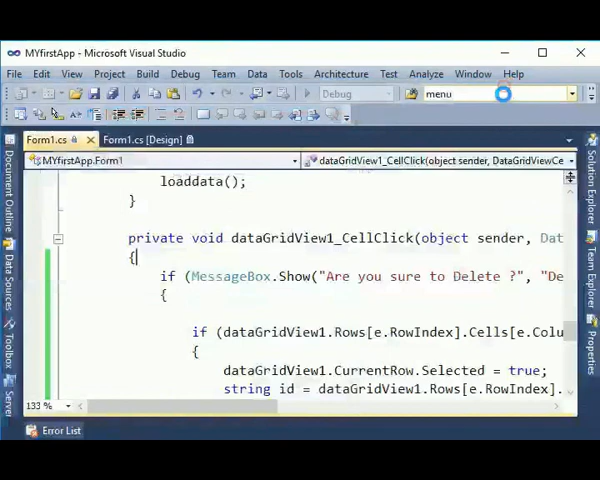 MYfirstApp - Microsoft Visual Studio
File Edit View Project Build Debug Team Data Tools Architecture Test Analyze Window Help
Debug menu
Form1.cs Form1.cs [Design]
MYfirstApp.Form1 dataGridView1_CellClick(object sender, DataGridViewCe
loaddata();
}
private void dataGridView1_CellClick(object sender, Dat
{
if (MessageBox.Show("Are you sure to Delete ?", "De
{
if (dataGridView1.Rows[e.RowIndex].Cells[e.Colu
{
dataGridView1.CurrentRow.Selected = true;
string id = dataGridView1.Rows[e.RowIndex].
133 %
Error List
Document Outline
Data Sources
Toolbox
Server
Solution Explorer
Properties